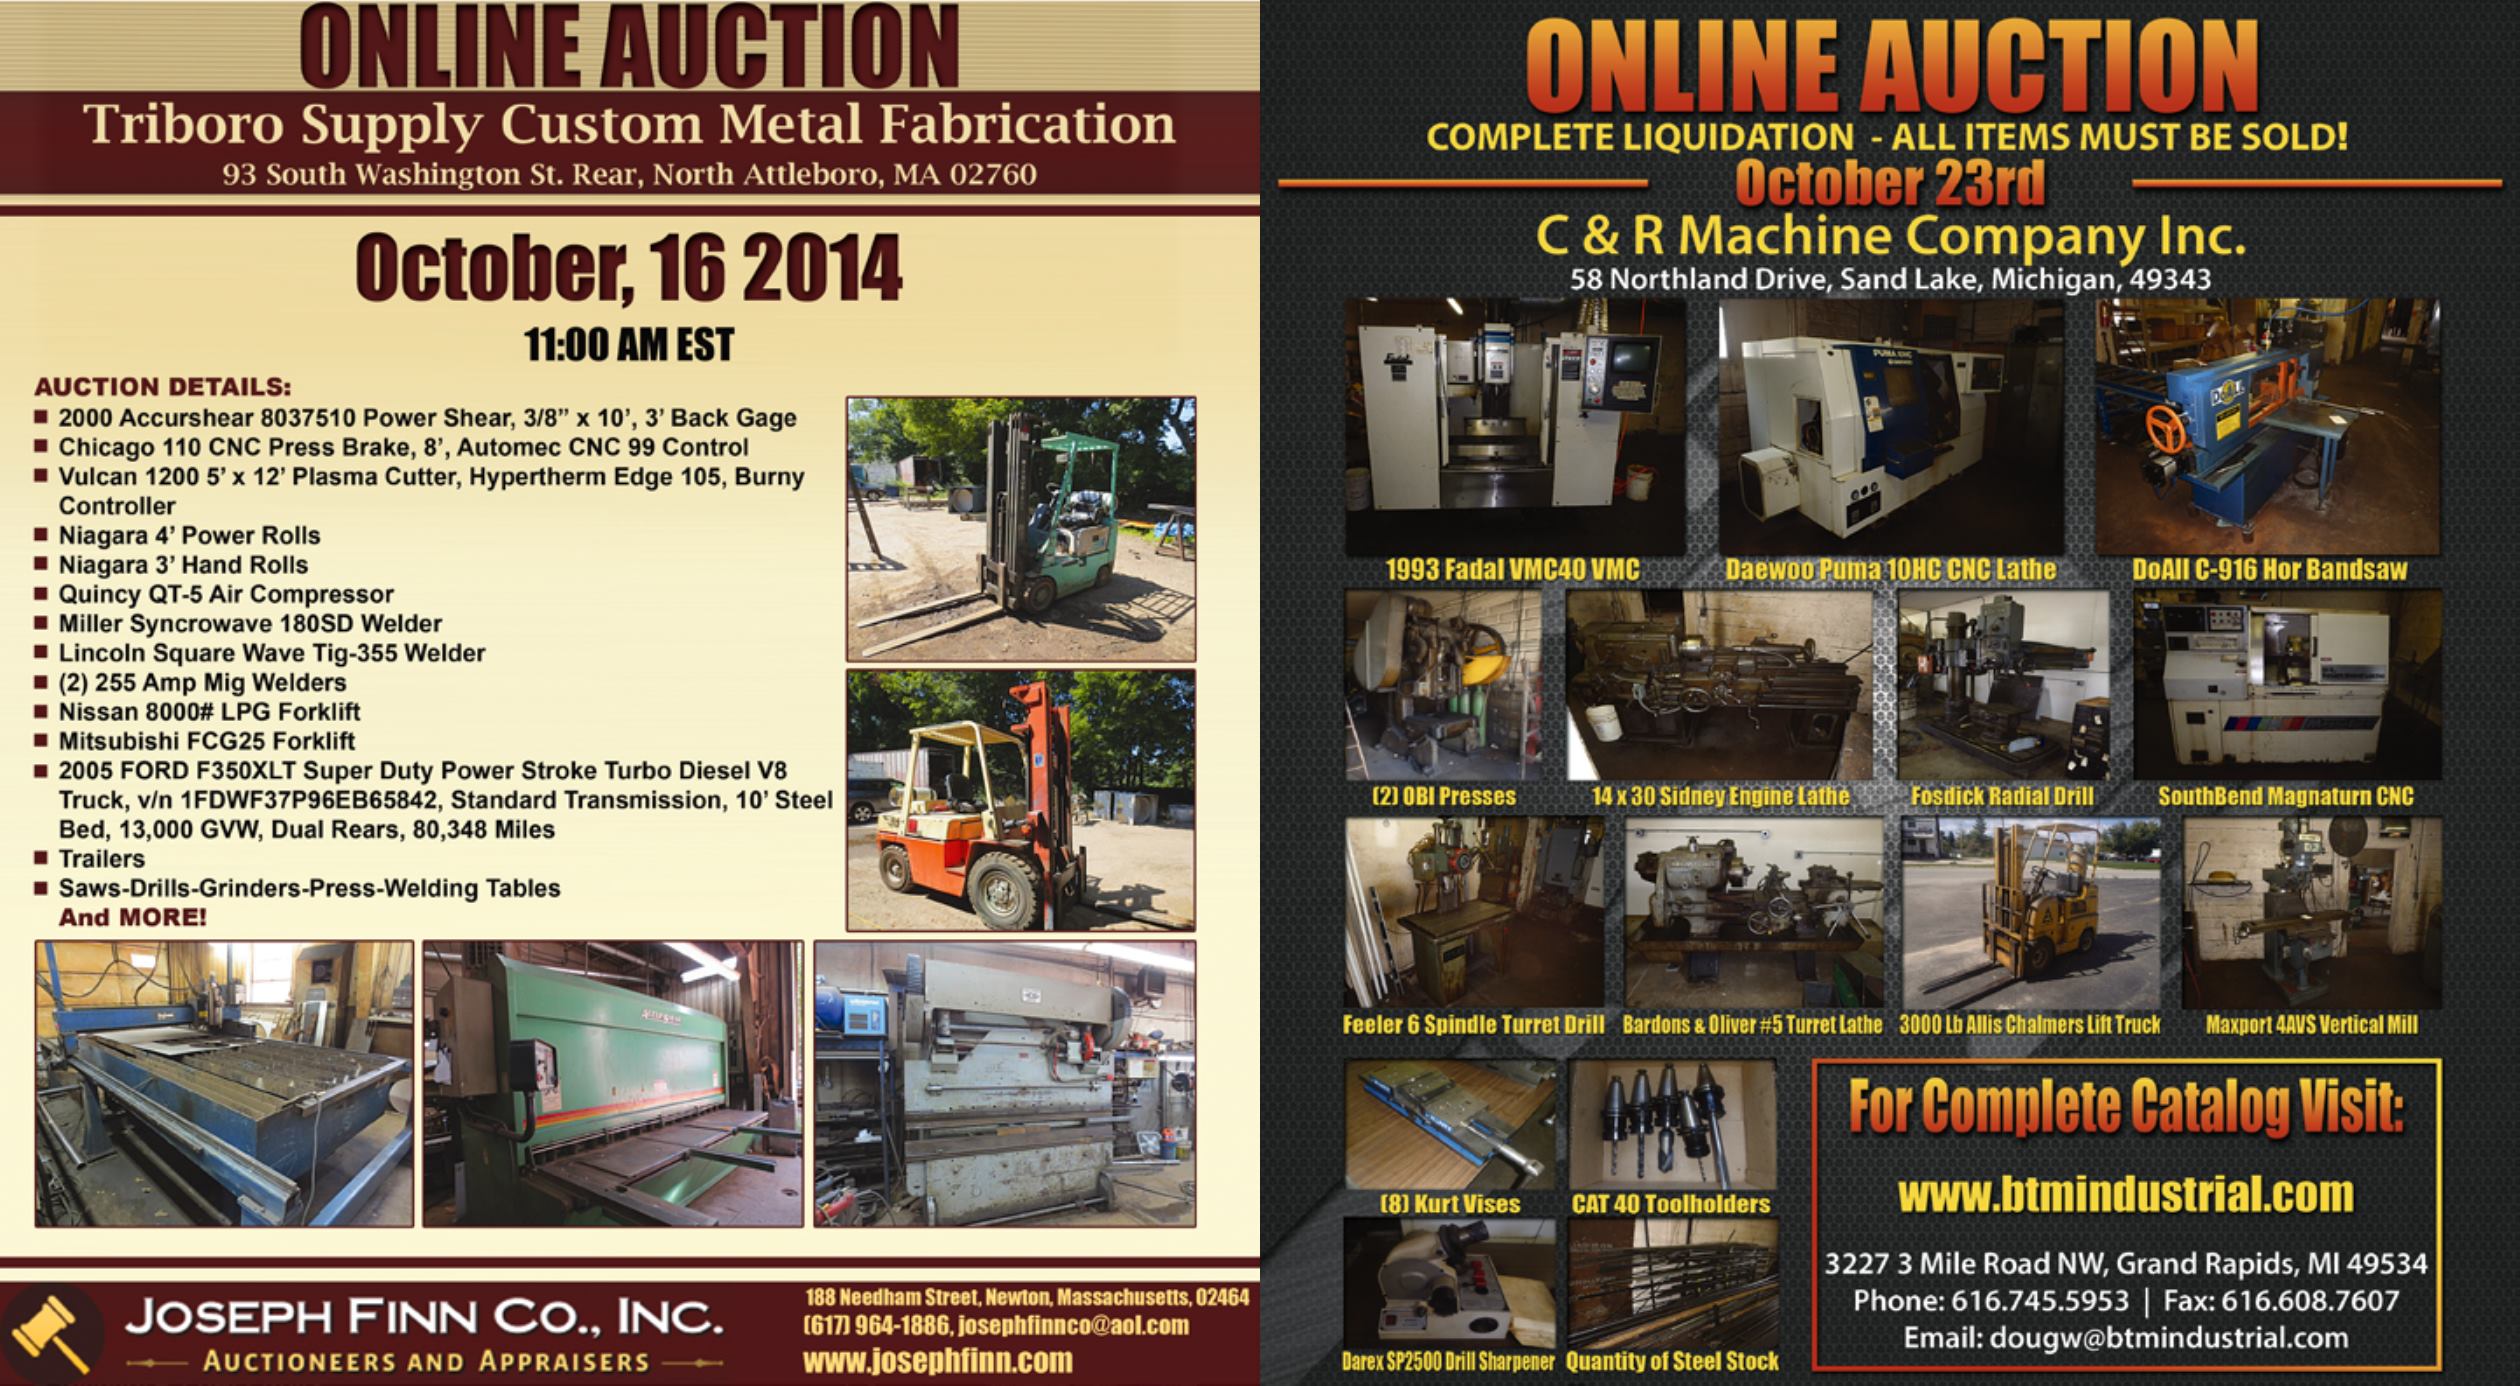 ONLINE AUCTION
Triboro Supply Custom Metal Fabrication
93 South Washington St. Rear, North Attleboro, MA 02760
October, 16 2014
11:00 AM EST
AUCTION DETAILS:
2000 Accurshear 8037510 Power Shear, 3/8” x 10’, 3’ Back Gage
Chicago 110 CNC Press Brake, 8’, Automec CNC 99 Control
Vulcan 1200 5’ x 12’ Plasma Cutter, Hypertherm Edge 105, Burny
Controller
Niagara 4’ Power Rolls
Niagara 3’ Hand Rolls
Quincy QT-5 Air Compressor
Miller Syncrowave 180SD Welder
Lincoln Square Wave Tig-355 Welder
(2) 255 Amp Mig Welders
Nissan 8000# LPG Forklift
Mitsubishi FCG25 Forklift
2005 FORD F350XLT Super Duty Power Stroke Turbo Diesel V8
Truck, v/n 1FDWF37P96EB65842, Standard Transmission, 10’ Steel
Bed, 13,000 GVW, Dual Rears, 80,348 Miles
Trailers
Saws-Drills-Grinders-Press-Welding Tables
And MORE!
JOSEPH FINN CO., INC.
AUCTIONEERS AND APPRAISERS
188 Needham Street, Newton, Massachusetts, 02464
(617) 964-1886, josephfinnco@aol.com
www.josephfinn.com
ONLINE AUCTION
COMPLETE LIQUIDATION - ALL ITEMS MUST BE SOLD!
October 23rd
C & R Machine Company Inc.
58 Northland Drive, Sand Lake, Michigan, 49343
1993 Fadal VMC40 VMC
Daewoo Puma 10HC CNC Lathe
DoAll C-916 Hor Bandsaw
(2) OBI Presses
14 x 30 Sidney Engine Lathe
Fosdick Radial Drill
SouthBend Magnaturn CNC
Feeler 6 Spindle Turret Drill
Bardons & Oliver #5 Turret Lathe
3000 Lb Allis Chalmers Lift Truck
Maxport 4AVS Vertical Mill
(8) Kurt Vises
CAT 40 Toolholders
Darex SP2500 Drill Sharpener
Quantity of Steel Stock
For Complete Catalog Visit:
www.btmindustrial.com
3227 3 Mile Road NW, Grand Rapids, MI 49534
Phone: 616.745.5953 | Fax: 616.608.7607
Email: dougw@btmindustrial.com